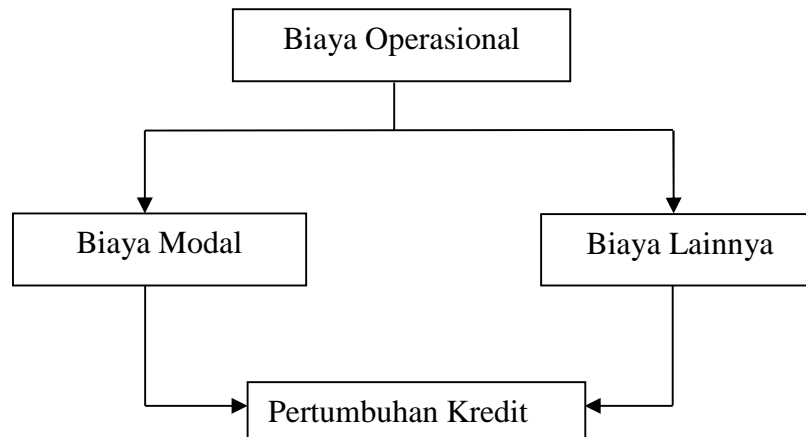 Biaya Operasional
Biaya Modal
Biaya Lainnya
Pertumbuhan Kredit